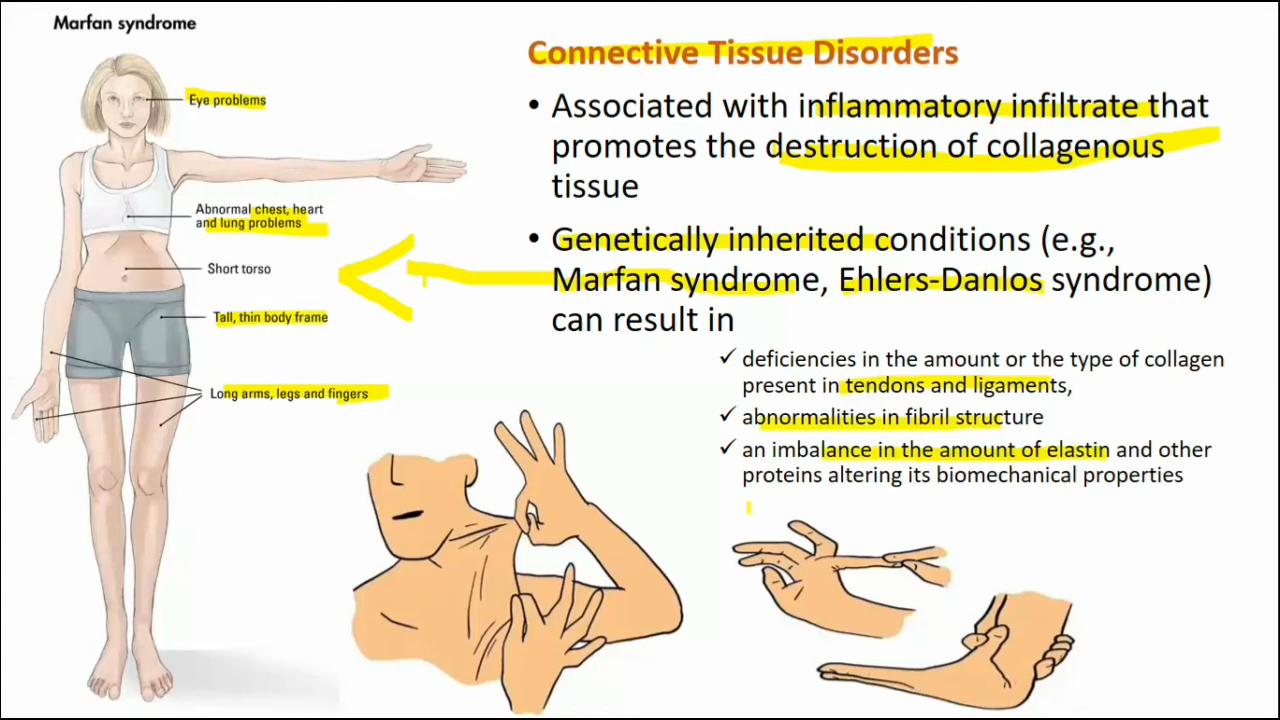 Marfan syndrome
Eye problems
Abnormal chest, heart
and lung problems
Short torso
Tall, thin body frame
Long arms, legs and fingers
Connective Tissue Disorders
• Associated with inflammatory infiltrate that
promotes the destruction of collagenous
tissue
• Genetically inherited conditions (e.g.,
Marfan syndrome, Ehlers-Danlos syndrome)
can result in
✓ deficiencies in the amount or the type of collagen
present in tendons and ligaments,
✓ abnormalities in fibril structure
✓ an imbalance in the amount of elastin and other
proteins altering its biomechanical properties